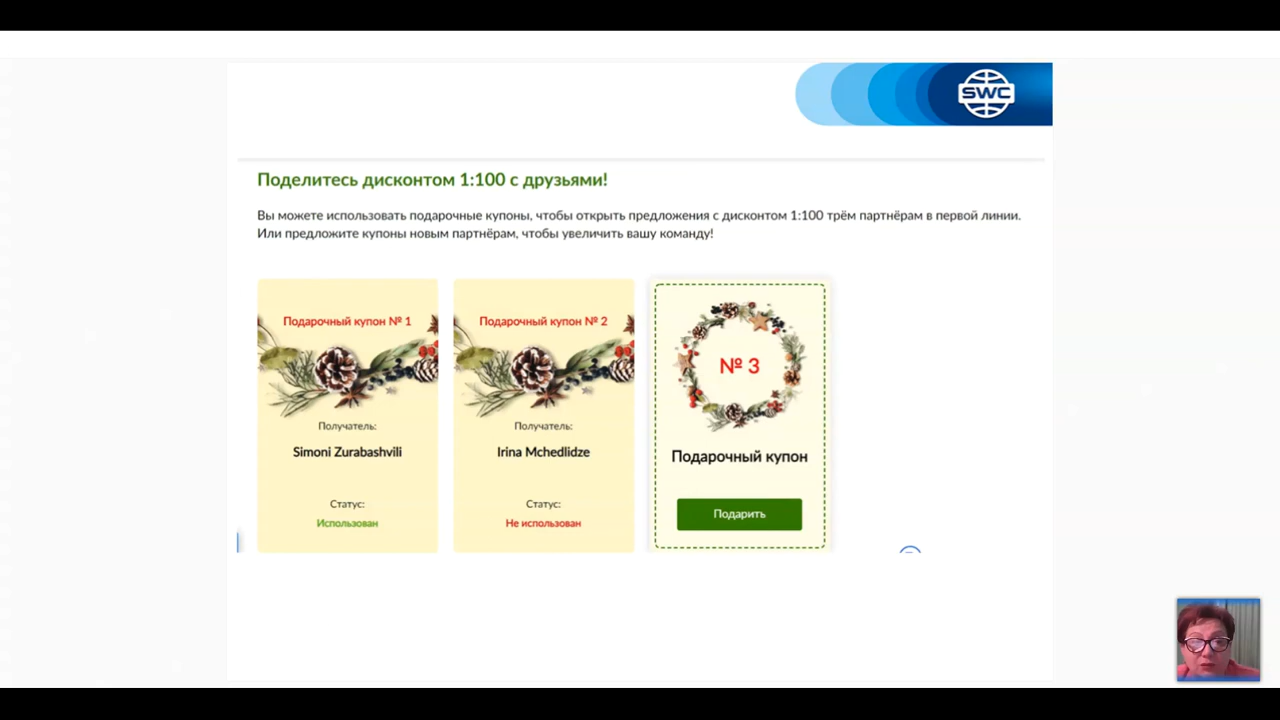 SWC
Поделитесь дисконтом 1:100 с друзьями!
Вы можете использовать подарочные купоны, чтобы открыть предложения с дисконтом 1:100 трём партнёрам в первой линии.
Или предложите купоны новым партнёрам, чтобы увеличить вашу команду!
Подарочный купон № 1
Получатель:
Simoni Zurabashvili
Статус:
Использован
Подарочный купон № 2
Получатель:
Irina Mchedlidze
Статус:
Не использован
№ 3
Подарочный купон
Подарить